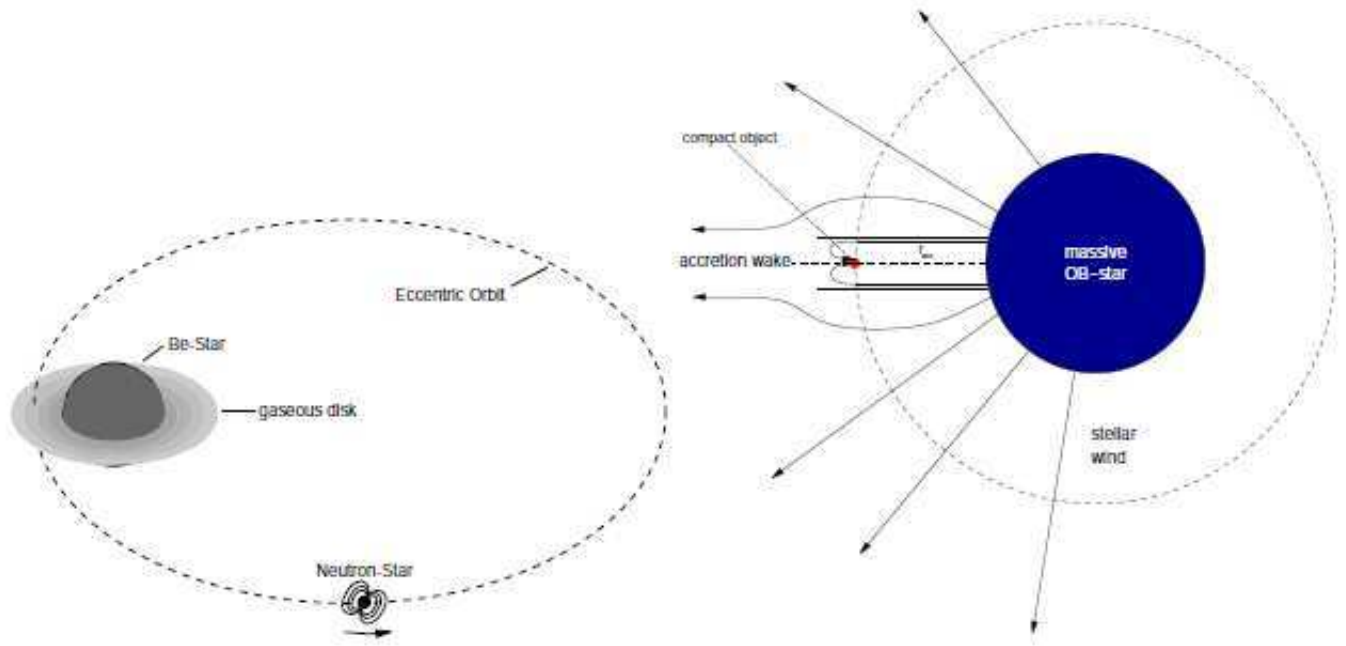 Eccentric Orbit
Be-Star
gaseous disk
Neutron-Star
compact object
accretion wake
massive
OB-star
stellar
wind